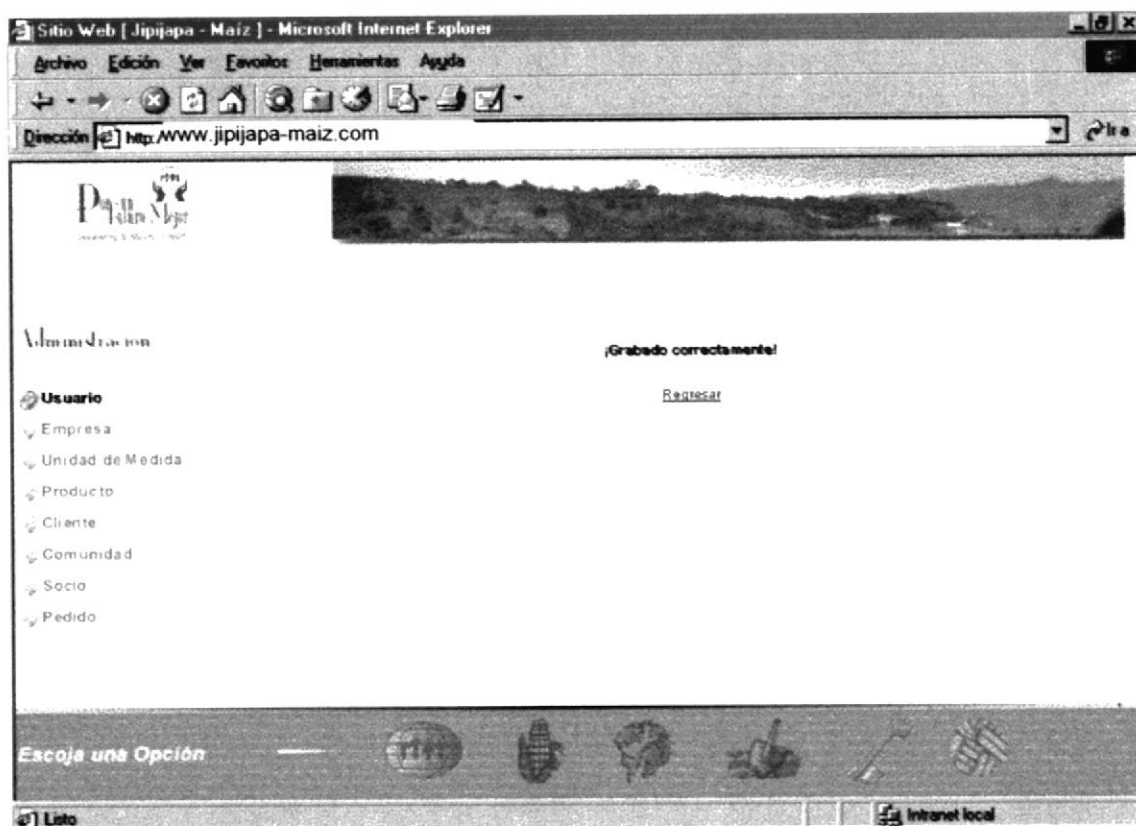 Sitio Web [ Jipijapa - Maíz ] - Microsoft Internet Explorer
Archivo Edición Ver Favoritos Herramientas Ayuda
Dirección http:/www.jipijapa-maiz.com Ir a
Administracion
¡Grabado correctamente!
Regresar
Usuario
Empresa
Unidad de Medida
Producto
Cliente
Comunidad
Socio
Pedido
Escoja una Opción
Listo Intranet local